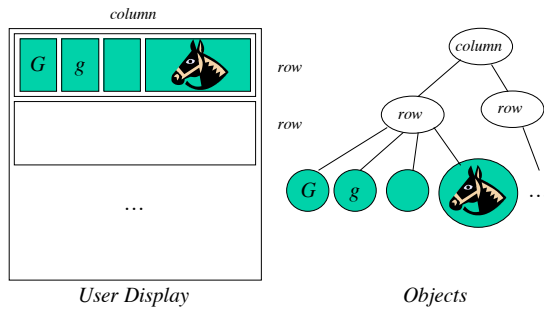 column
G g
row
row
...
User Display
column
row
row
G g
..
Objects